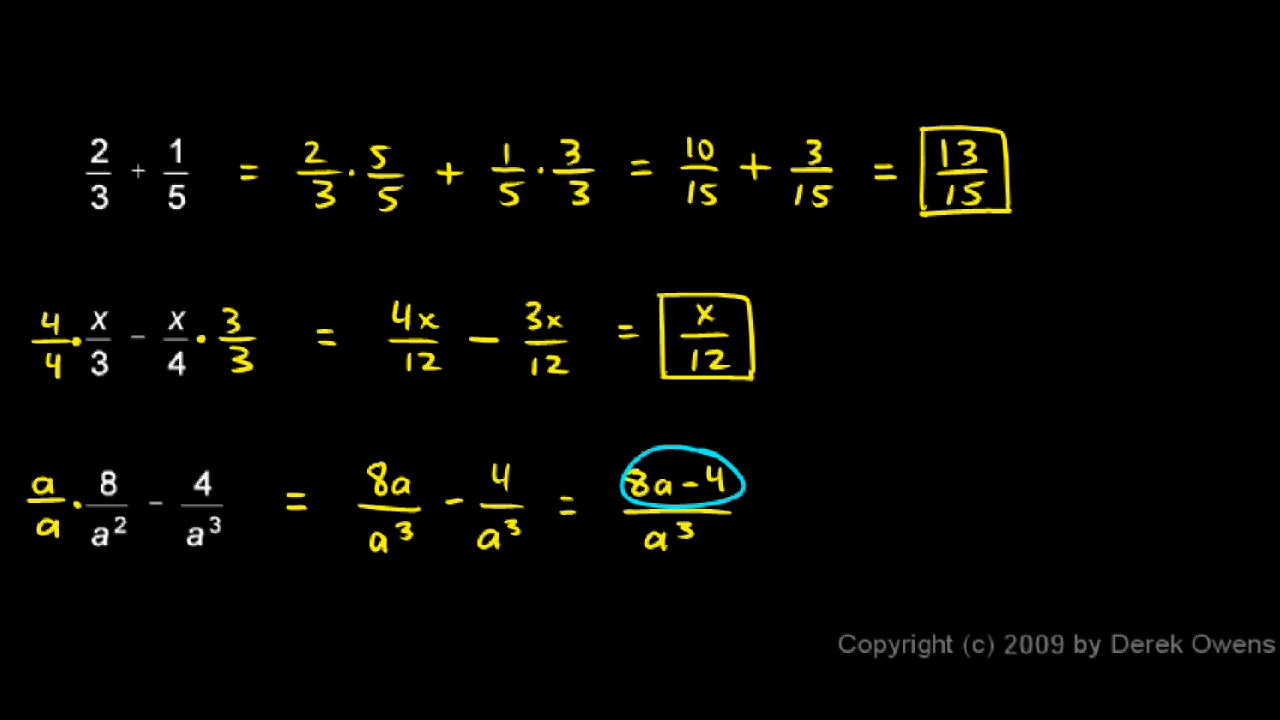 2/3 + 1/5 = 2/3 · 5/5 + 1/5 · 3/3 = 10/15 + 3/15 = 13/15
4/4 · x/3 − x/4 · 3/3 = 4x/12 − 3x/12 = x/12
a/a · 8/a² − 4/a³ = 8a/a³ − 4/a³ = (8a − 4)/a³
Copyright (c) 2009 by Derek Owens